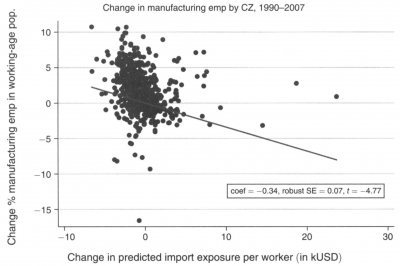 Change in manufacturing emp by CZ, 1990–2007
Change % manufacturing emp in working-age pop.
10
5
0
−5
−10
−15
coef = −0.34, robust SE = 0.07, t = −4.77
−10
0
10
20
30
Change in predicted import exposure per worker (in kUSD)